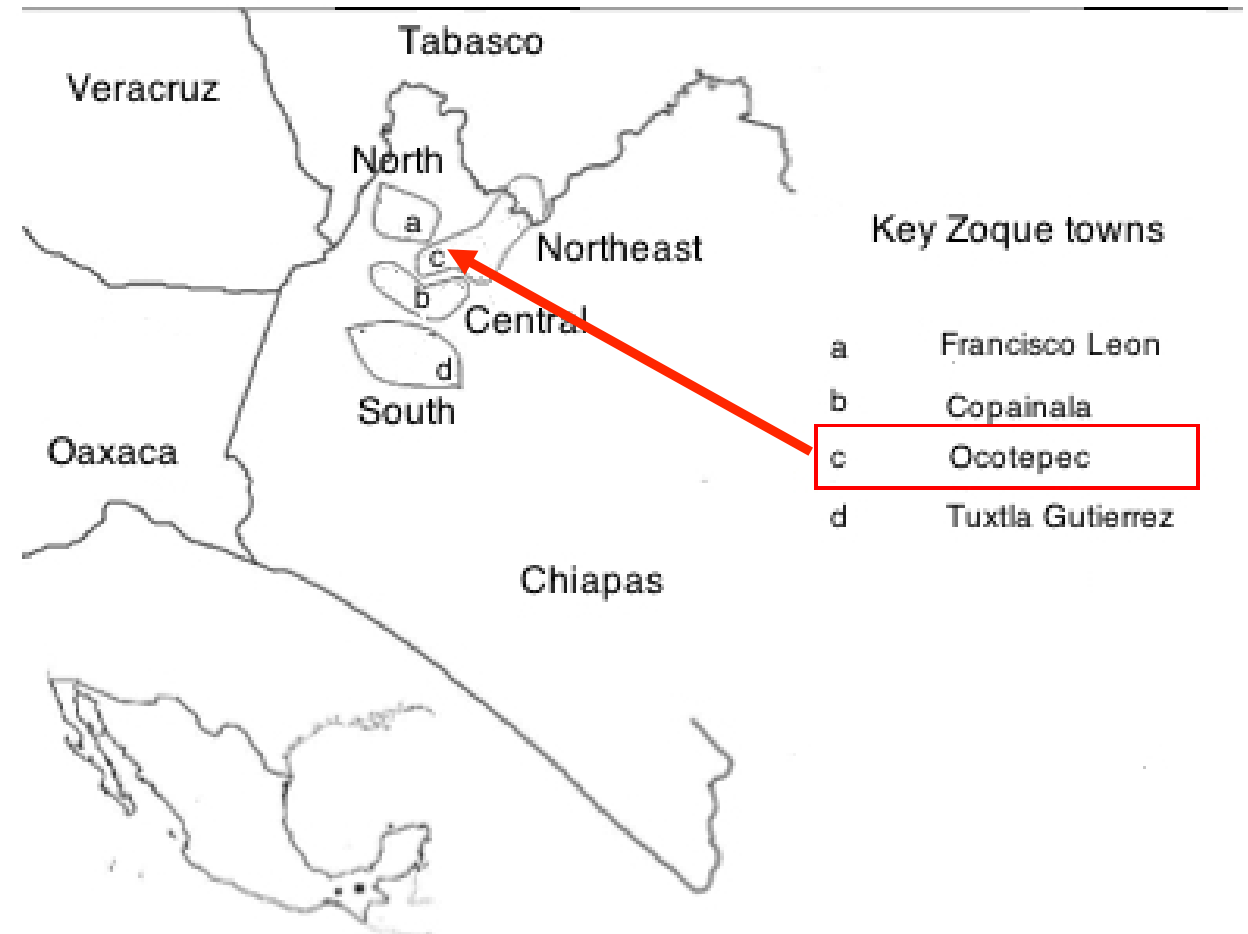 Tabasco
Veracruz
North
a
Key Zoque towns
Northeast
c
b
Central
a Francisco Leon
d
b Copainala
South
Oaxaca
c Ocotepec
d Tuxtla Gutierrez
Chiapas